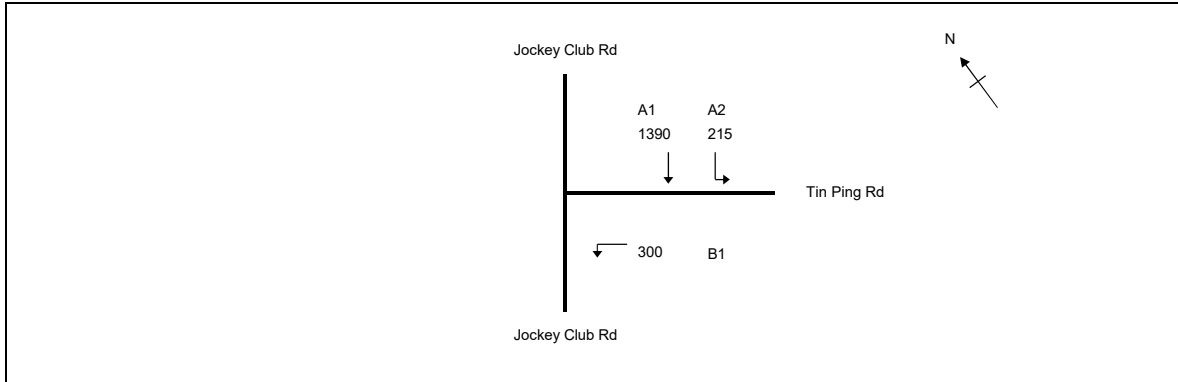 Jockey Club Rd
N
A1 A2
1390 215
Tin Ping Rd
300 B1
Jockey Club Rd